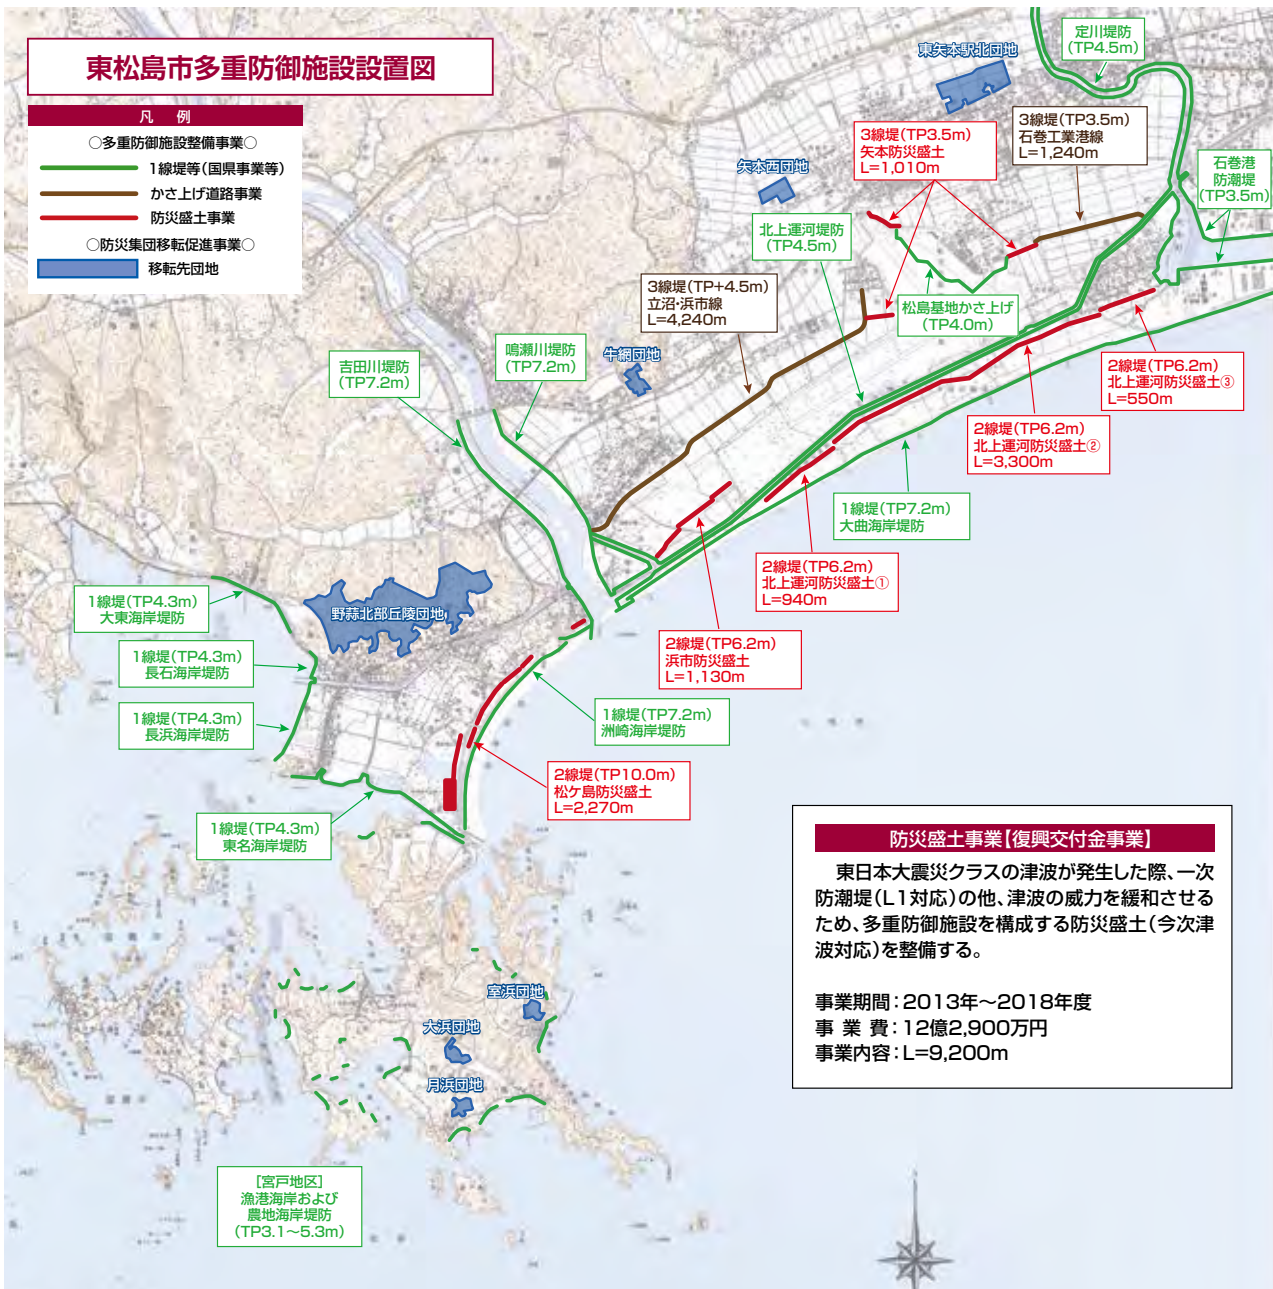 東松島市多重防御施設設置図
凡 例
○多重防御施設整備事業○
1線堤等(国県事業等)
かさ上げ道路事業
防災盛土事業
○防災集団移転促進事業○
移転先団地
定川堤防
(TP4.5m)
東矢本駅北団地
3線堤(TP3.5m)
石巻工業港線
L=1,240m
3線堤(TP3.5m)
矢本防災盛土
L=1,010m
石巻港
防潮堤
(TP3.5m)
矢本西団地
北上運河堤防
(TP4.5m)
3線堤(TP+4.5m)
立沼・浜市線
L=4,240m
松島基地かさ上げ
(TP4.0m)
鳴瀬川堤防
(TP7.2m)
吉田川堤防
(TP7.2m)
牛網団地
2線堤(TP6.2m)
北上運河防災盛土③
L=550m
2線堤(TP6.2m)
北上運河防災盛土②
L=3,300m
1線堤(TP7.2m)
大曲海岸堤防
2線堤(TP6.2m)
北上運河防災盛土①
L=940m
1線堤(TP4.3m)
大東海岸堤防
野蒜北部丘陵団地
2線堤(TP6.2m)
浜市防災盛土
L=1,130m
1線堤(TP4.3m)
長石海岸堤防
1線堤(TP4.3m)
長浜海岸堤防
1線堤(TP7.2m)
洲崎海岸堤防
2線堤(TP10.0m)
松ケ島防災盛土
L=2,270m
1線堤(TP4.3m)
東名海岸堤防
防災盛土事業【復興交付金事業】
東日本大震災クラスの津波が発生した際、一次
防潮堤(L1対応)の他、津波の威力を緩和させる
ため、多重防御施設を構成する防災盛土(今次津
波対応)を整備する。
事業期間:2013年～2018年度
事 業 費:12億2,900万円
事業内容:L=9,200m
室浜団地
大浜団地
月浜団地
[宮戸地区]
漁港海岸および
農地海岸堤防
(TP3.1～5.3m)